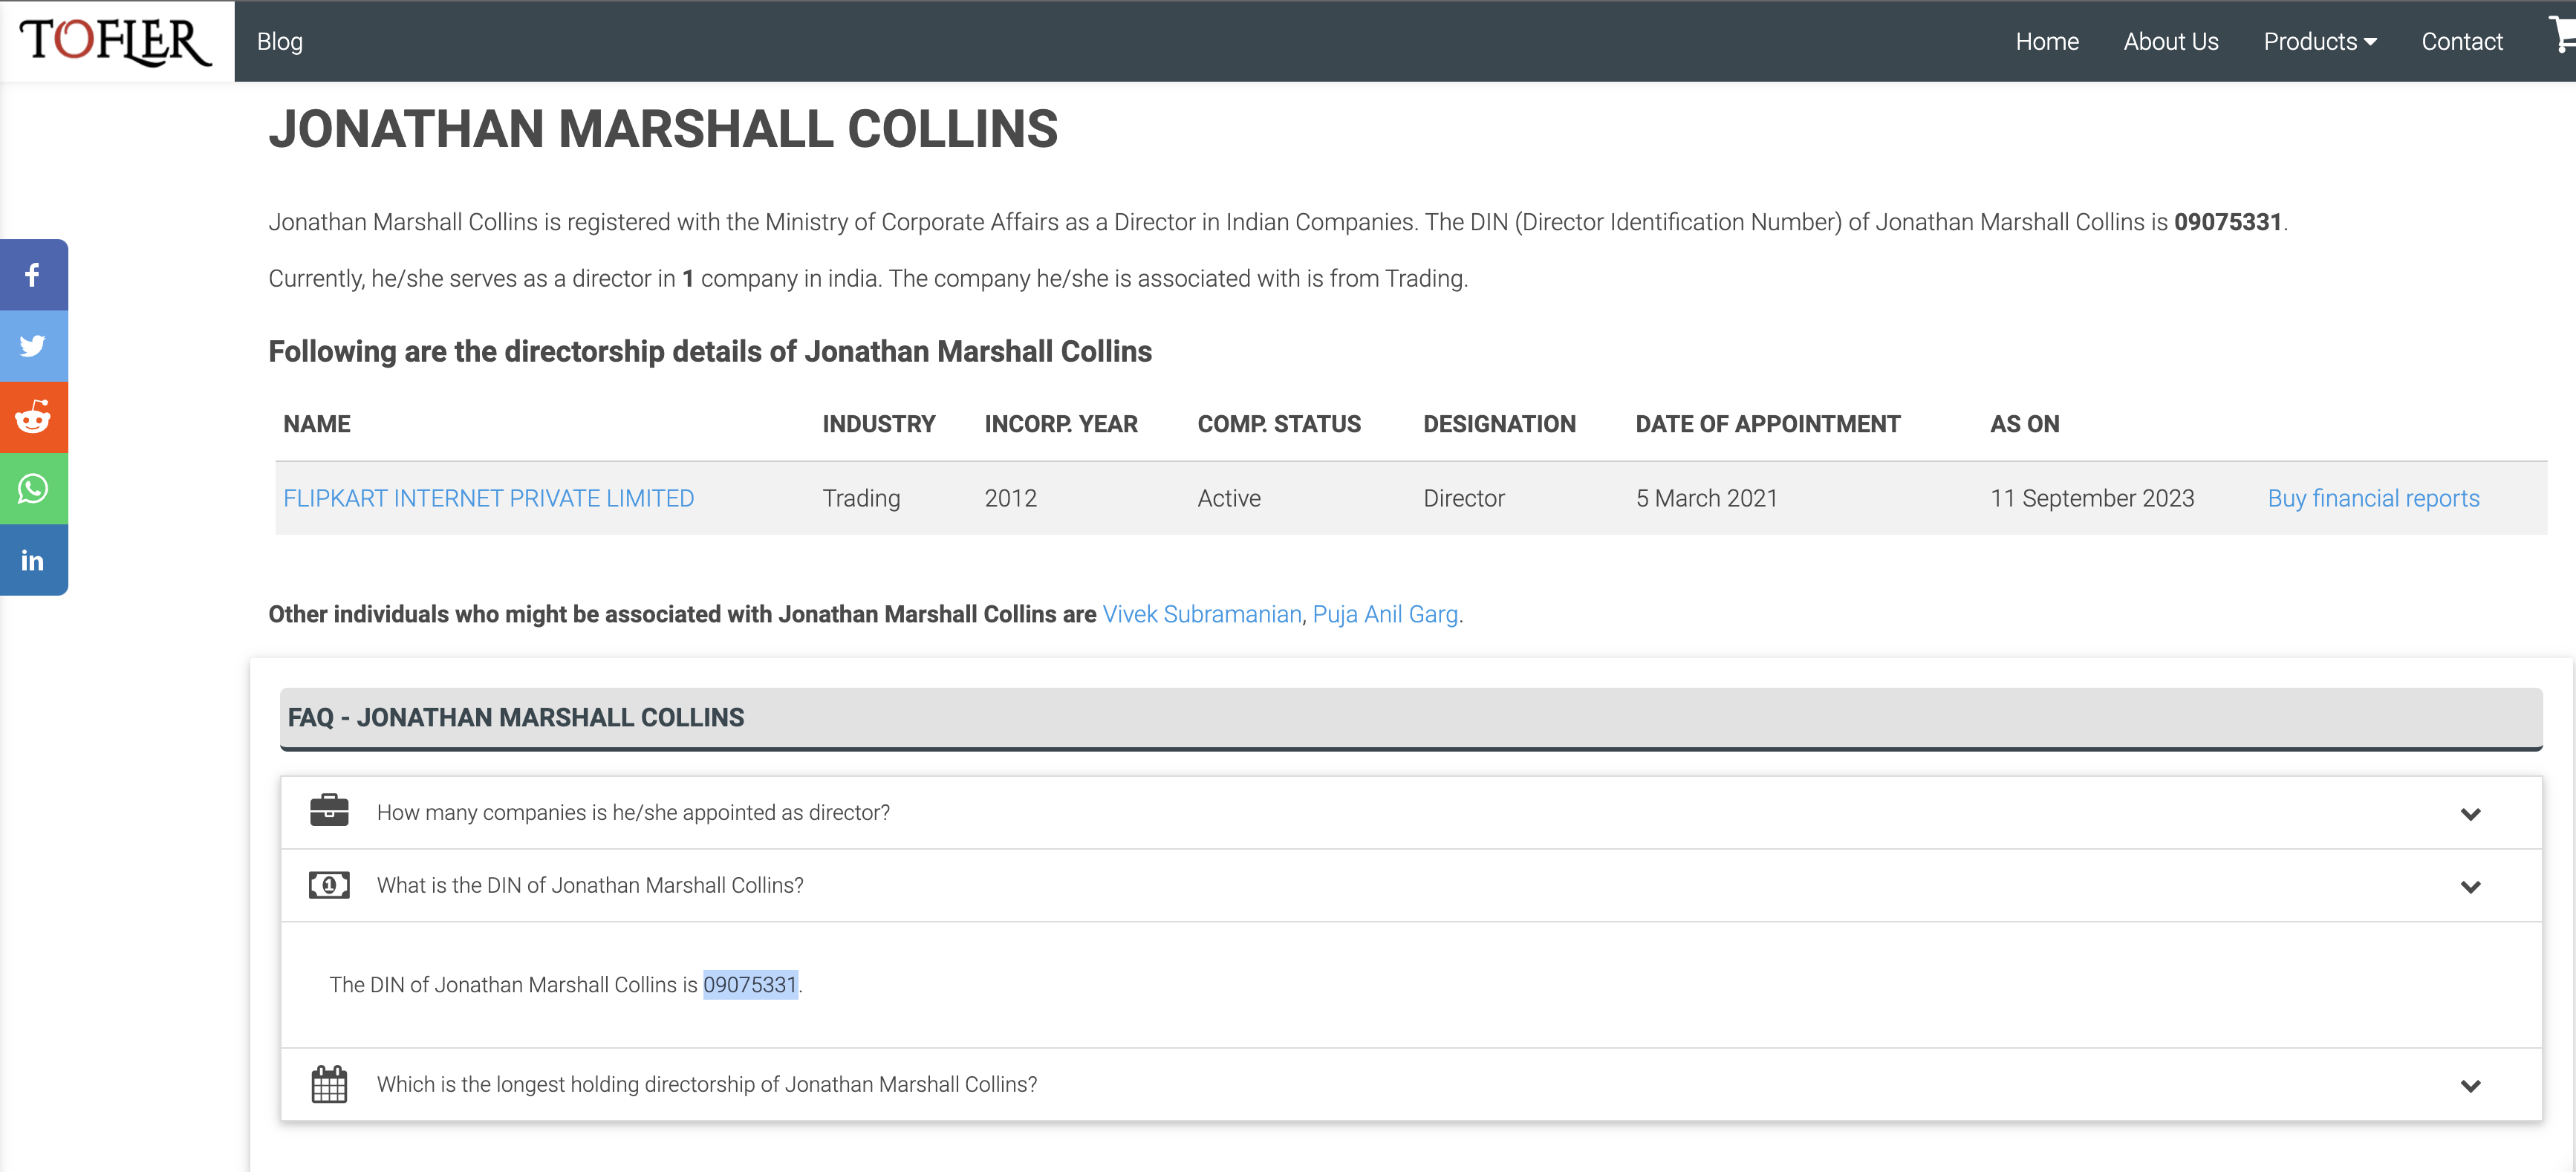 TOFLER
Blog
Home About Us Products Contact
JONATHAN MARSHALL COLLINS
Jonathan Marshall Collins is registered with the Ministry of Corporate Affairs as a Director in Indian Companies. The DIN (Director Identification Number) of Jonathan Marshall Collins is 09075331.
Currently, he/she serves as a director in 1 company in india. The company he/she is associated with is from Trading.
Following are the directorship details of Jonathan Marshall Collins
NAME INDUSTRY INCORP. YEAR COMP. STATUS DESIGNATION DATE OF APPOINTMENT AS ON
FLIPKART INTERNET PRIVATE LIMITED Trading 2012 Active Director 5 March 2021 11 September 2023 Buy financial reports
Other individuals who might be associated with Jonathan Marshall Collins are Vivek Subramanian, Puja Anil Garg.
FAQ - JONATHAN MARSHALL COLLINS
How many companies is he/she appointed as director?
What is the DIN of Jonathan Marshall Collins?
The DIN of Jonathan Marshall Collins is 09075331.
Which is the longest holding directorship of Jonathan Marshall Collins?